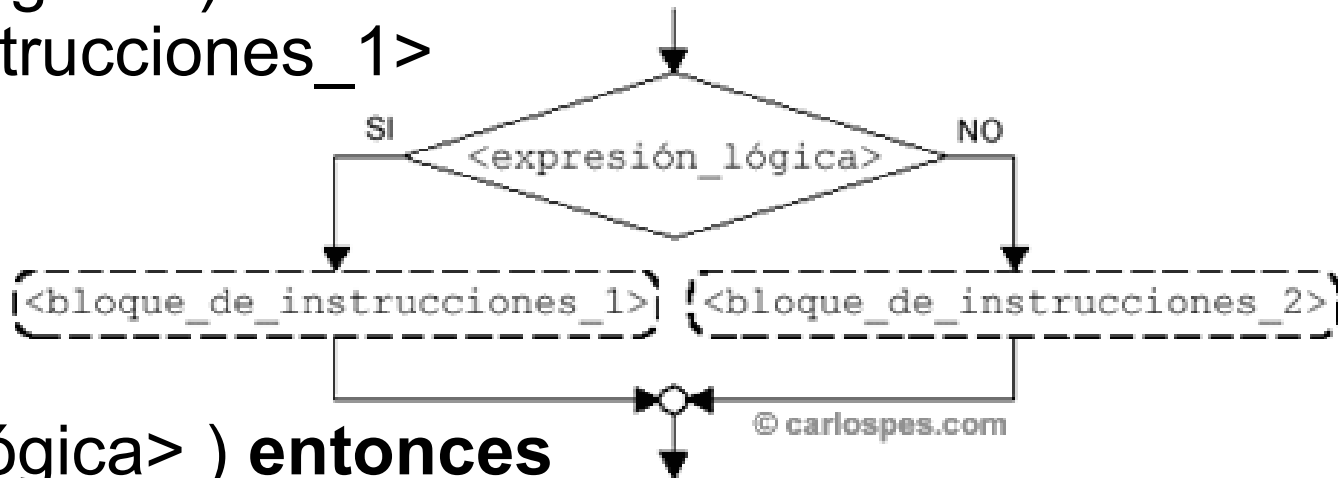 trucciones_1>
SI
NO
<expresión_lógica>
<bloque_de_instrucciones_1>
<bloque_de_instrucciones_2>
© carlospes.com
ógica> ) entonces